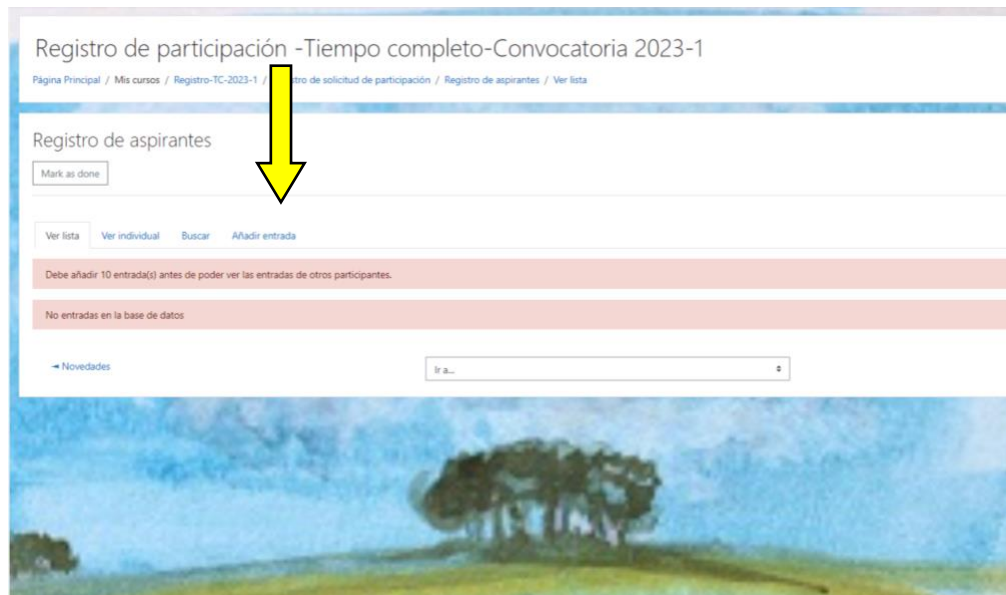 Registro de participación -Tiempo completo-Convocatoria 2023-1
Página Principal / Mis cursos / Registro-TC-2023-1 / tro de solicitud de participación / Registro de aspirantes / Ver lista
Registro de aspirantes
Mark as done
Ver lista Ver individual Buscar Añadir entrada
Debe añadir 10 entrada(s) antes de poder ver las entradas de otros participantes.
No entradas en la base de datos
Novedades Ir a...